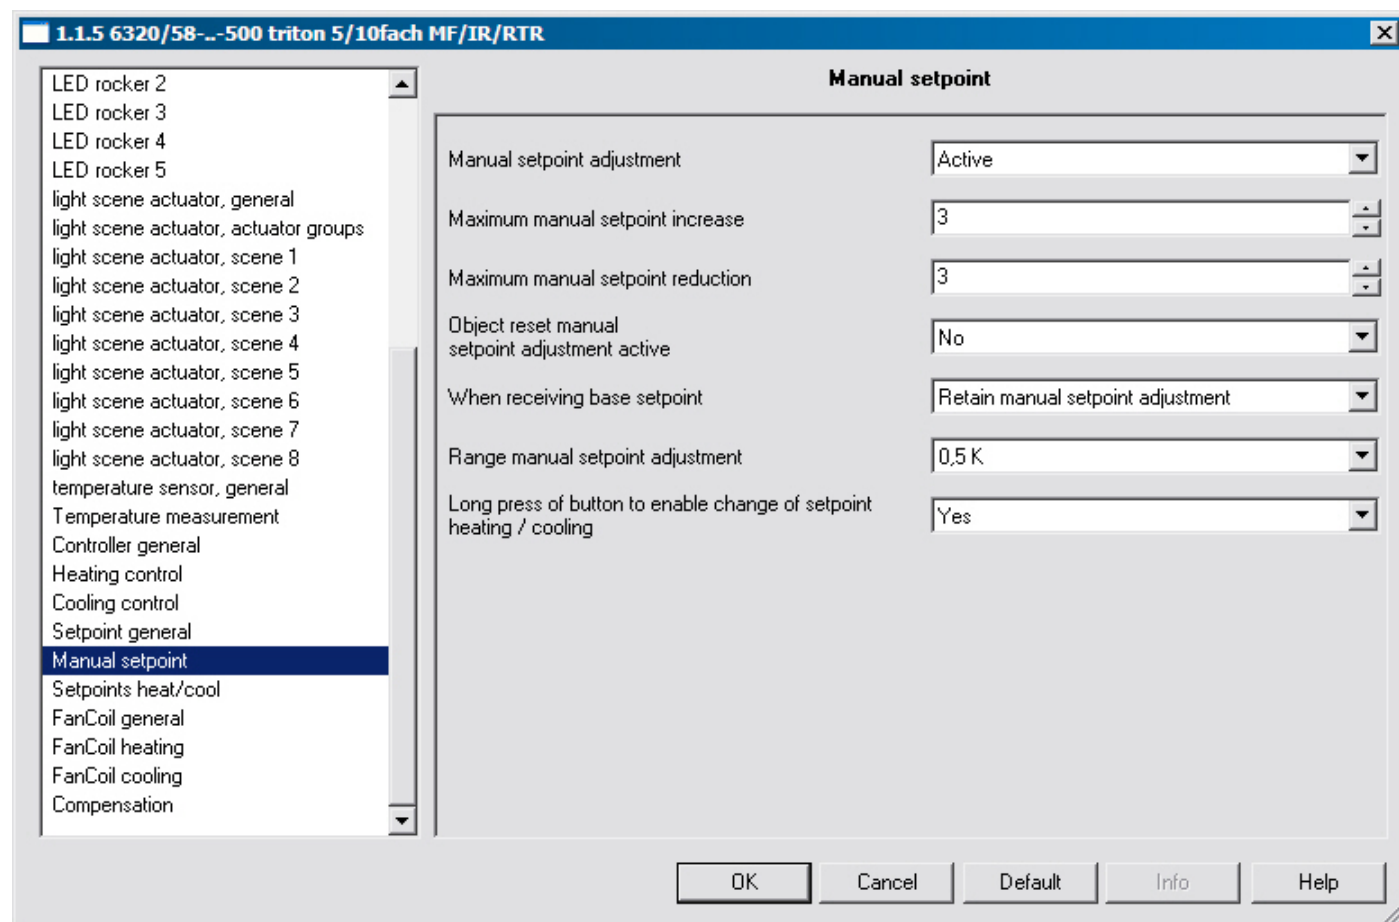 1.1.5 6320/58-..-500 triton 5/10fach MF/IR/RTR
LED rocker 2
LED rocker 3
LED rocker 4
LED rocker 5
light scene actuator, general
light scene actuator, actuator groups
light scene actuator, scene 1
light scene actuator, scene 2
light scene actuator, scene 3
light scene actuator, scene 4
light scene actuator, scene 5
light scene actuator, scene 6
light scene actuator, scene 7
light scene actuator, scene 8
temperature sensor, general
Temperature measurement
Controller general
Heating control
Cooling control
Setpoint general
Manual setpoint
Setpoints heat/cool
FanCoil general
FanCoil heating
FanCoil cooling
Compensation
Manual setpoint
Manual setpoint adjustment Active
Maximum manual setpoint increase 3
Maximum manual setpoint reduction 3
Object reset manual
setpoint adjustment active No
When receiving base setpoint Retain manual setpoint adjustment
Range manual setpoint adjustment 0,5 K
Long press of button to enable change of setpoint
heating / cooling Yes
OK Cancel Default Info Help